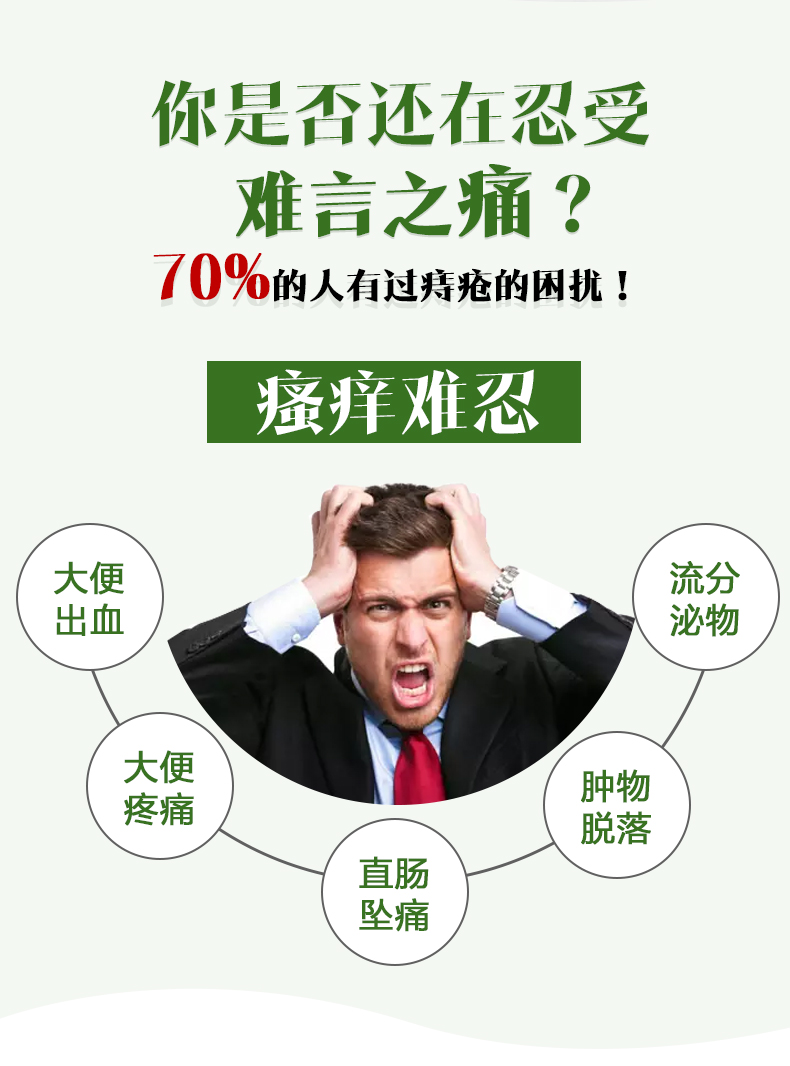 你是否还在忍受
难言之痛？
70%的人有过痔疮的困扰！
瘙痒难忍
大便
出血
大便
疼痛
直肠
坠痛
肿物
脱落
流分
泌物